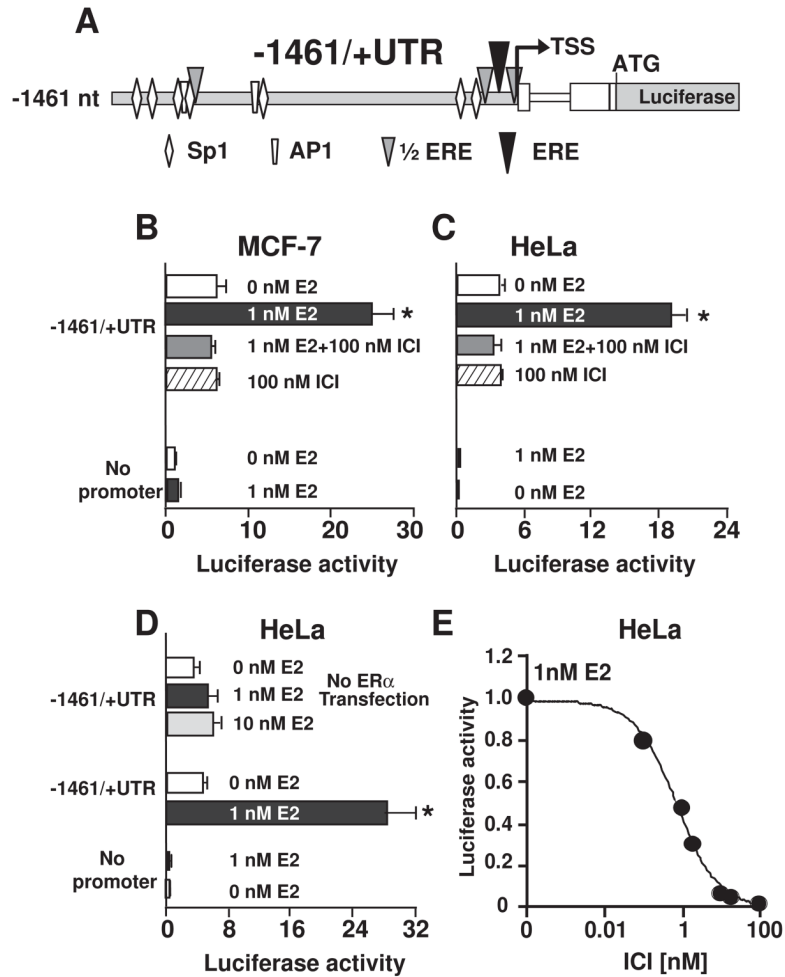 A
-1461/+UTR
TSS
ATG
-1461 nt
Luciferase
Sp1 AP1 ½ ERE ERE
B
MCF-7
0 nM E2
1 nM E2 *
-1461/+UTR
1 nM E2+100 nM ICI
100 nM ICI
No promoter
0 nM E2
1 nM E2
0 10 20 30
Luciferase activity
C
HeLa
0 nM E2
1 nM E2 *
1 nM E2+100 nM ICI
100 nM ICI
1 nM E2
0 nM E2
0 6 12 18 24
Luciferase activity
D
HeLa
0 nM E2
-1461/+UTR
1 nM E2
10 nM E2
No ERα
Transfection
-1461/+UTR
0 nM E2
1 nM E2 *
No
promoter
1 nM E2
0 nM E2
0 8 16 24 32
Luciferase activity
E
HeLa
1nM E2
Luciferase activity
1.2
1.0
0.8
0.6
0.4
0.2
0
0 0.01 1 100
ICI [nM]